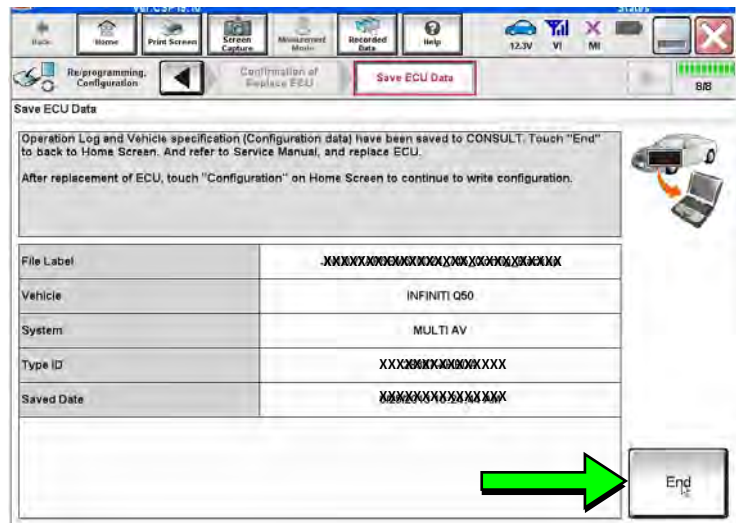 Back Home Print Screen Screen Capture Measurement Mode Recorded Data Help 12.3V VI MI
Re/programming, Configuration Confirmation of Replace ECU Save ECU Data 8/8
Save ECU Data
Operation Log and Vehicle specification (Configuration data) have been saved to CONSULT. Touch "End"
to back to Home Screen. And refer to Service Manual, and replace ECU.
After replacement of ECU, touch "Configuration" on Home Screen to continue to write configuration.
File Label
Vehicle INFINITI Q50
System MULTI AV
Type ID
Saved Date
End